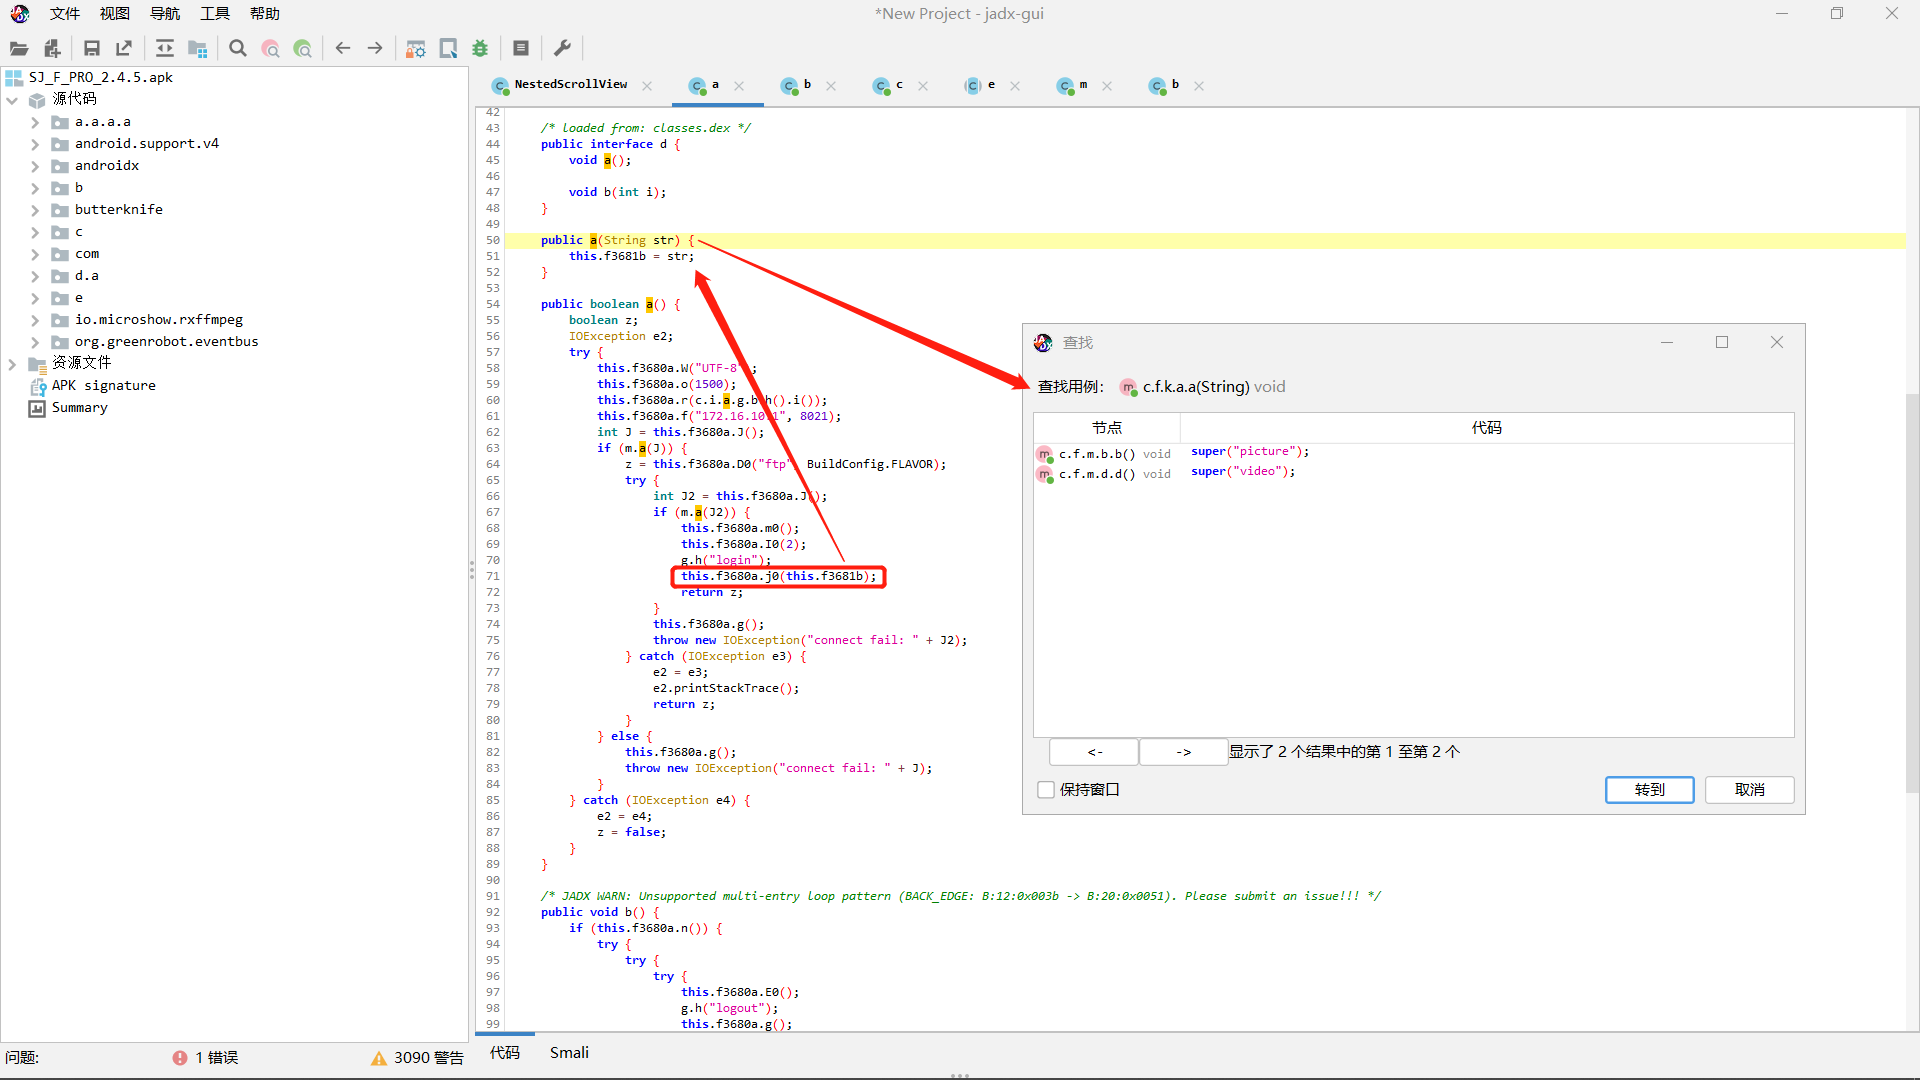 文件 视图 导航 工具 帮助
*New Project - jadx-gui
SJ_F_PRO_2.4.5.apk
源代码
a.a.a.a
android.support.v4
androidx
b
butterknife
c
com
d.a
e
io.microshow.rxffmpeg
org.greenrobot.eventbus
资源文件
APK signature
Summary
问题: 1 错误 3090 警告
NestedScrollView a b c e m b
42
43 /* loaded from: classes.dex */
44 public interface d {
45 void a();
46
47 void b(int i);
48 }
49
50 public a(String str) {
51 this.f3681b = str;
52 }
53
54 public boolean a() {
55 boolean z;
56 IOException e2;
57 try {
58 this.f3680a.W("UTF-8");
59 this.f3680a.o(1500);
60 this.f3680a.r(c.i.a.g.b.h().i());
61 this.f3680a.f("172.16.10.1", 8021);
62 int J = this.f3680a.J();
63 if (m.a(J)) {
64 z = this.f3680a.D0("ftp", BuildConfig.FLAVOR);
65 try {
66 int J2 = this.f3680a.J();
67 if (m.a(J2)) {
68 this.f3680a.m0();
69 this.f3680a.I0(2);
70 g.h("login");
71 this.f3680a.j0(this.f3681b);
72 return z;
73 }
74 this.f3680a.g();
75 throw new IOException("connect fail: " + J2);
76 } catch (IOException e3) {
77 e2 = e3;
78 e2.printStackTrace();
79 return z;
80 }
81 } else {
82 this.f3680a.g();
83 throw new IOException("connect fail: " + J);
84 }
85 } catch (IOException e4) {
86 e2 = e4;
87 z = false;
88 }
89 }
90
91 /* JADX WARN: Unsupported multi-entry loop pattern (BACK_EDGE: B:12:0x003b -> B:20:0x0051). Please submit an issue!!! */
92 public void b() {
93 if (this.f3680a.n()) {
94 try {
95 try {
96 try {
97 this.f3680a.E0();
98 g.h("logout");
99 this.f3680a.g();
代码 Smali
查找
查找用例: m c.f.k.a.a(String) void
节点 代码
m c.f.m.b.b() void super("picture");
m c.f.m.d.d() void super("video");
<- -> 显示了 2 个结果中的第 1 至第 2 个
保持窗口
转到 取消